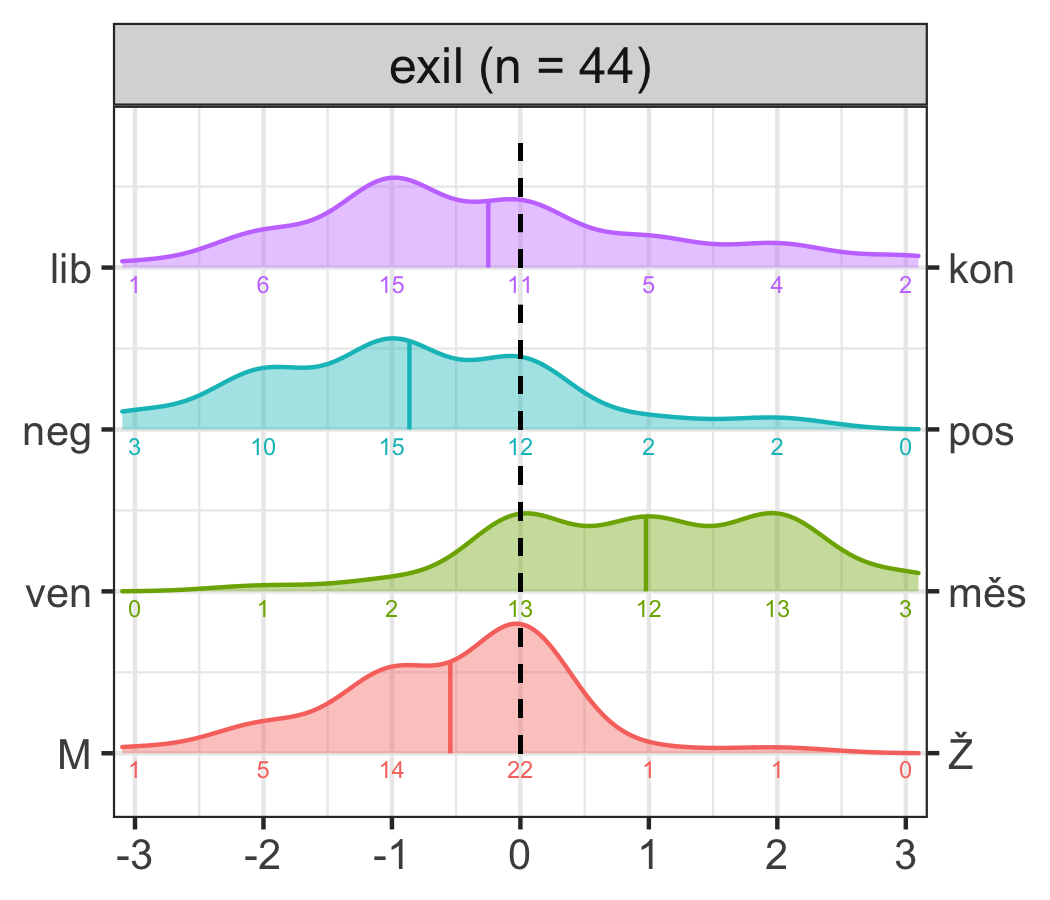 exil (n = 44)
lib kon
1 6 15 11 5 4 2
neg pos
3 10 15 12 2 2 0
ven měs
0 1 2 13 12 13 3
M Ž
1 5 14 22 1 1 0
-3 -2 -1 0 1 2 3